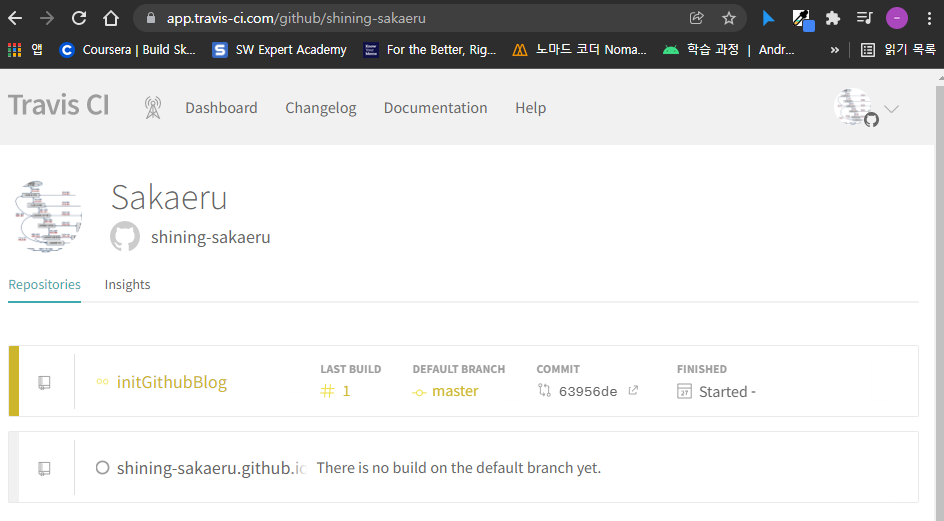 app.travis-ci.com/github/shining-sakaeru
앱 Coursera | Build Sk... SW Expert Academy For the Better, Rig... 노마드 코더 Noma... 학습 과정 | Andr... » 읽기 목록
Travis CI Dashboard Changelog Documentation Help
Sakaeru
shining-sakaeru
Repositories Insights
initGithubBlog LAST BUILD DEFAULT BRANCH COMMIT FINISHED
# 1 master 63956de 27 Started -
shining-sakaeru.github.io There is no build on the default branch yet.